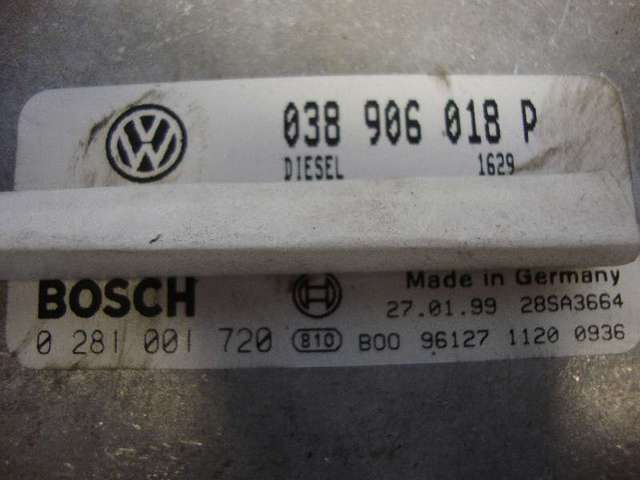 038 906 018 P
DIESEL 1629
BOSCH Made in Germany
27.01.99 28SA3664
0 281 001 720 810 B00 96127 1120 0936